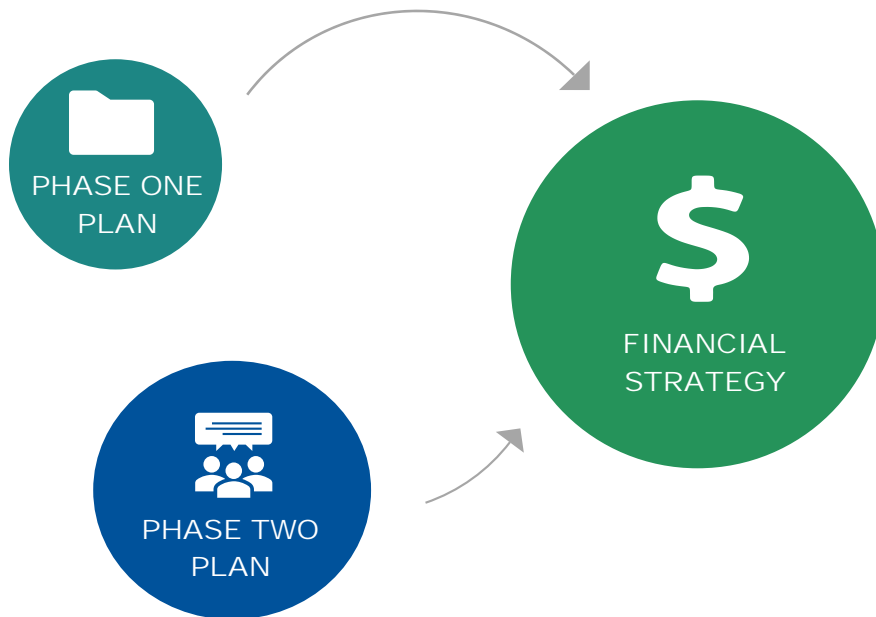 PHASE ONE
PLAN
FINANCIAL
STRATEGY
PHASE TWO
PLAN